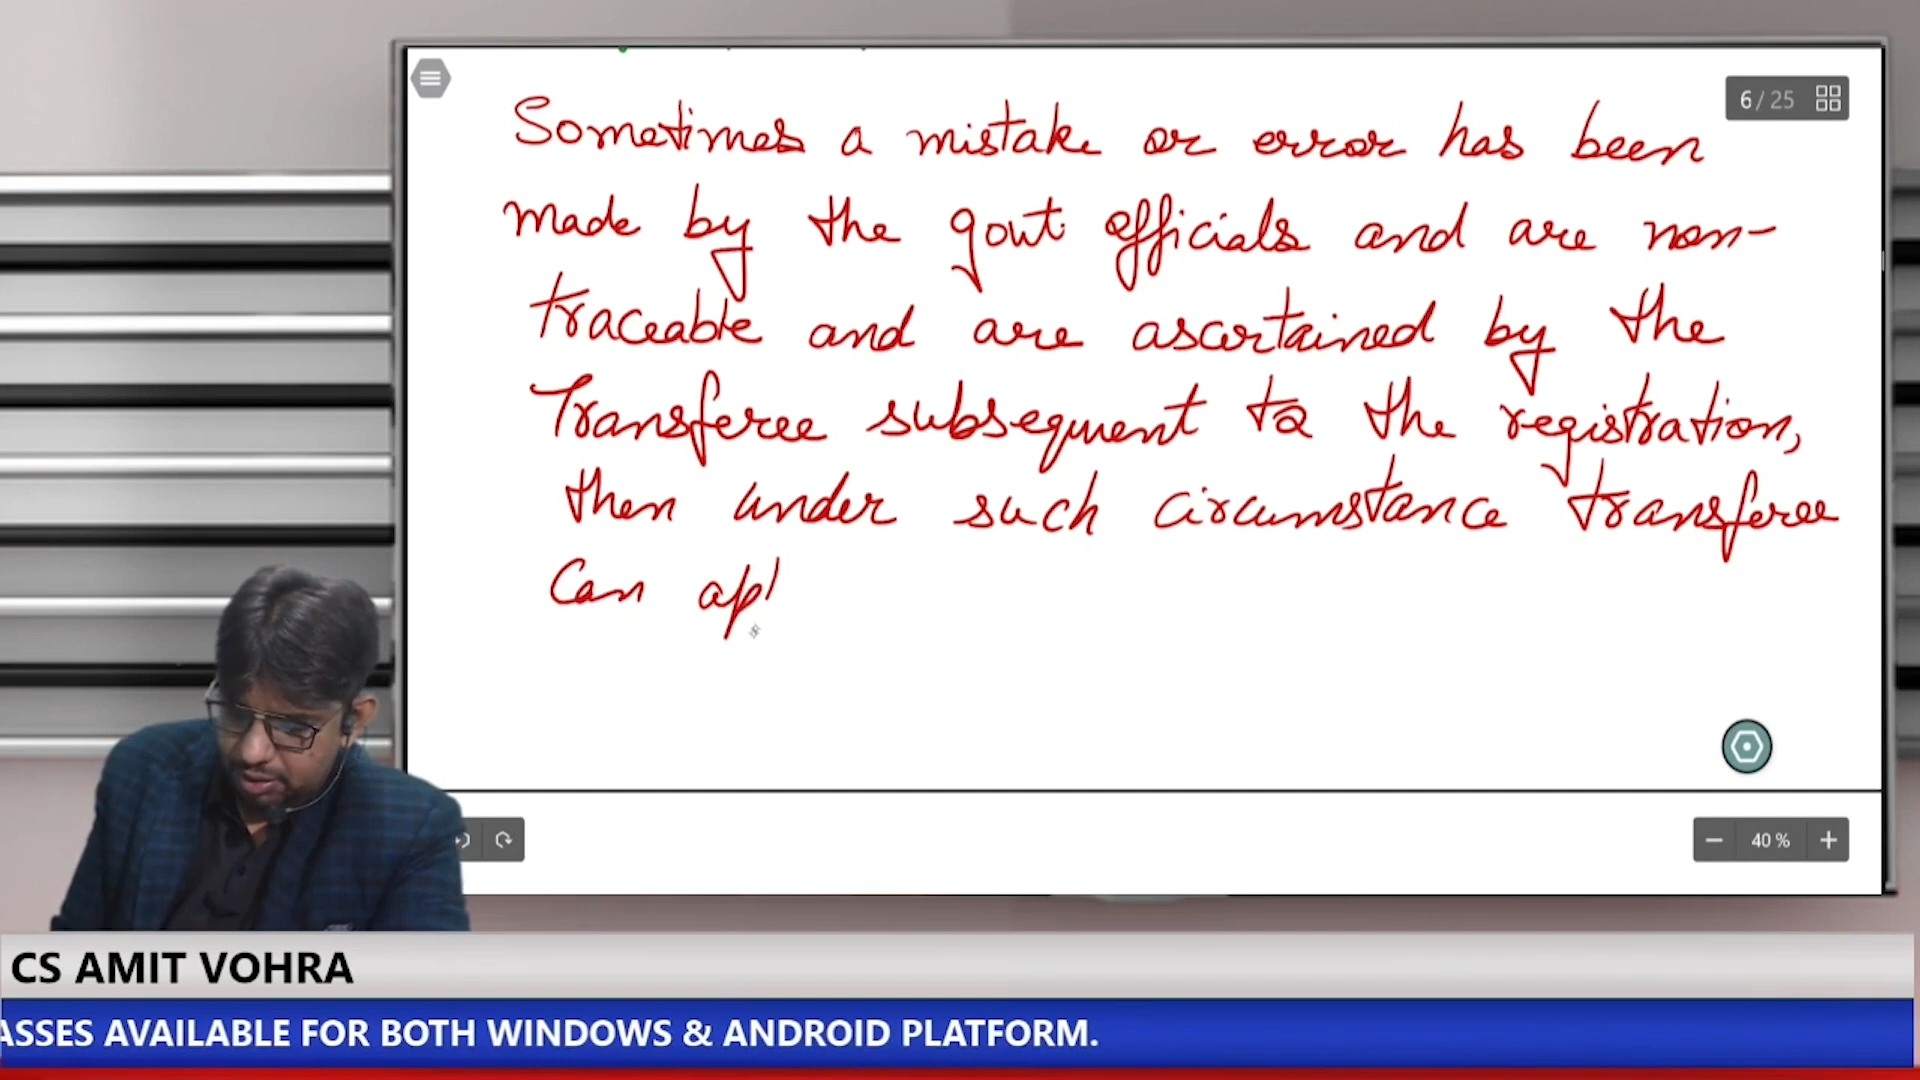 6/25
Sometimes a mistake or error has been
made by the govt officials and are non-
traceable and are ascertained by the
Transferee subsequent to the registration,
then under such circumstance transferee
Can
40 %
CS AMIT VOHRA
ASSES AVAILABLE FOR BOTH WINDOWS & ANDROID PLATFORM.